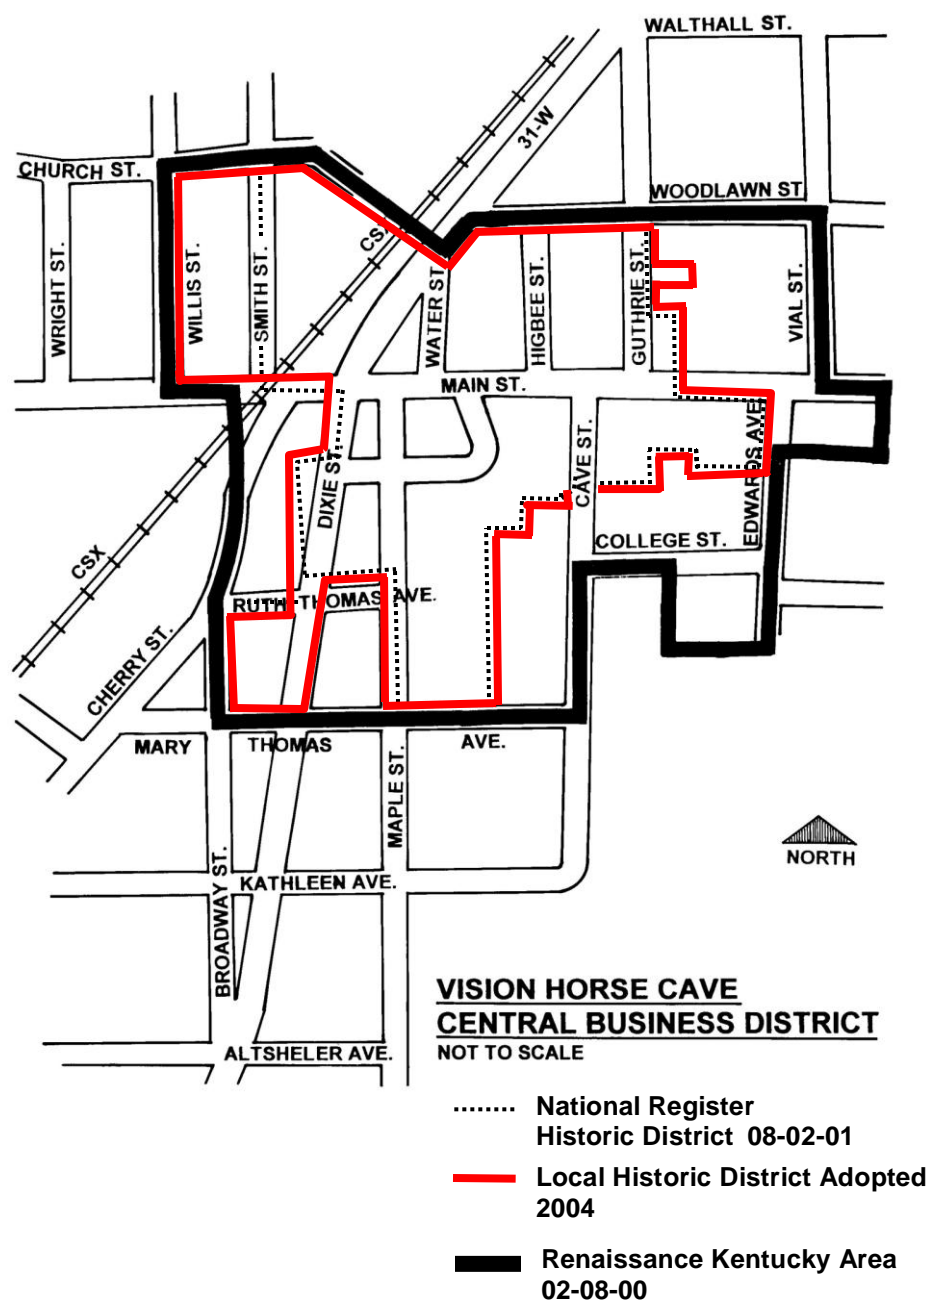 WALTHALL ST.
31-W
CHURCH ST.
WOODLAWN ST.
CSX
WRIGHT ST.
WILLIS ST.
SMITH ST.
WATER ST.
HIGBEE ST.
GUTHRIE ST.
VIAL ST.
MAIN ST.
DIXIE ST.
CAVE ST.
EDWARDS AVE.
COLLEGE ST.
CSX
RUTH THOMAS AVE.
CHERRY ST.
MARY THOMAS AVE.
MAPLE ST.
BROADWAY ST.
KATHLEEN AVE.
NORTH
ALTSHELER AVE.
VISION HORSE CAVE
CENTRAL BUSINESS DISTRICT
NOT TO SCALE
National Register
Historic District 08-02-01
Local Historic District Adopted
2004
Renaissance Kentucky Area
02-08-00